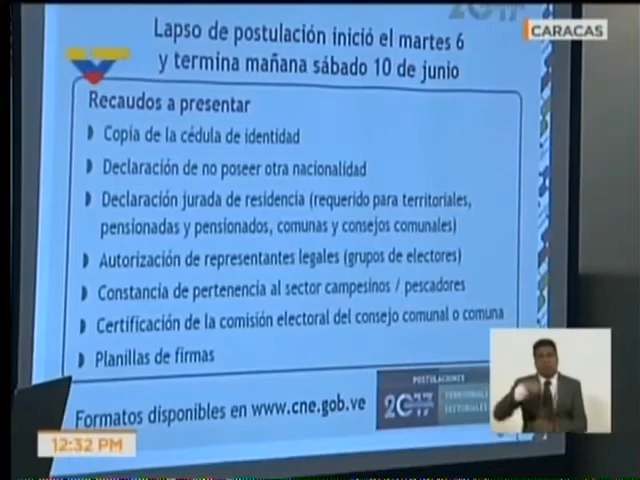 2017
CARACAS
Lapso de postulación inició el martes 6
y termina mañana sábado 10 de junio
Recaudos a presentar
Copia de la cédula de identidad
Declaración de no poseer otra nacionalidad
Declaración jurada de residencia (requerido para territoriales,
pensionadas y pensionados, comunas y consejos comunales)
Autorización de representantes legales (grupos de electores)
Constancia de pertenencia al sector campesinos / pescadores
Certificación de la comisión electoral del consejo comunal o comuna
Planillas de firmas
Formatos disponibles en www.cne.gob.ve
POSTULACIONES
2017
TERRITORIALES
SECTORIALES
12:32 PM